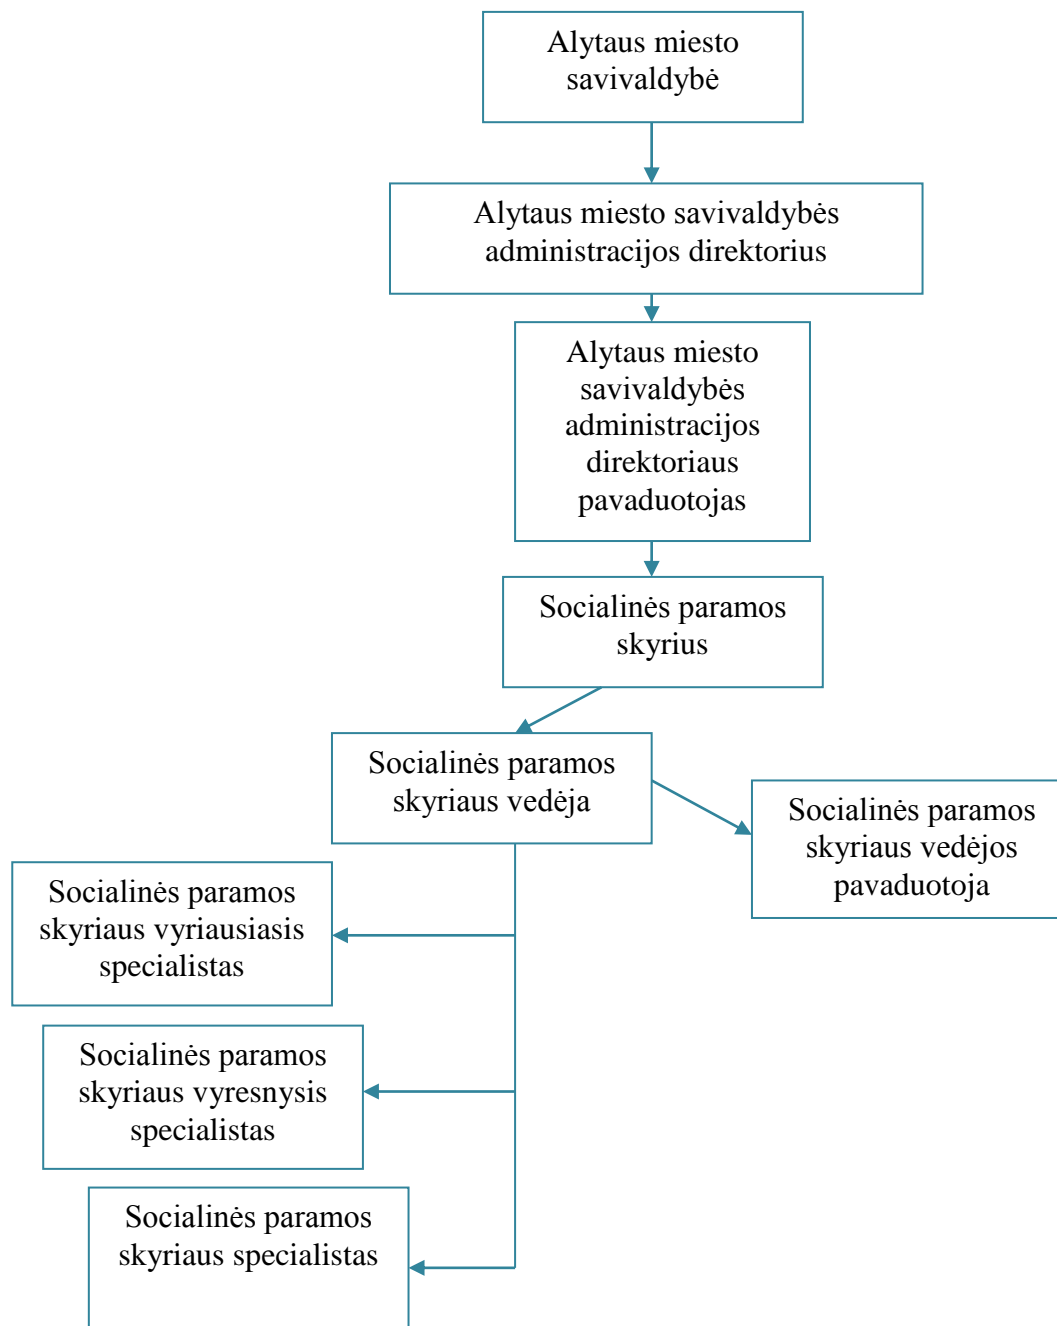 Alytaus miesto
savivaldybė
Alytaus miesto savivaldybės
administracijos direktorius
Alytaus miesto
savivaldybės
administracijos
direktoriaus
pavaduotojas
Socialinės paramos
skyrius
Socialinės paramos
skyriaus vedėja
Socialinės paramos
skyriaus vedėjos
pavaduotoja
Socialinės paramos
skyriaus vyriausiasis
specialistas
Socialinės paramos
skyriaus vyresnysis
specialistas
Socialinės paramos
skyriaus specialistas